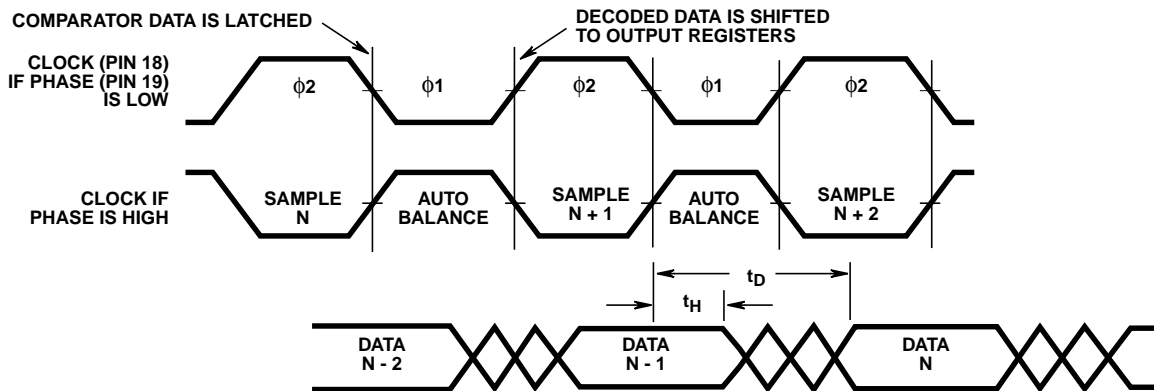 COMPARATOR DATA IS LATCHED
DECODED DATA IS SHIFTED
TO OUTPUT REGISTERS
CLOCK (PIN 18)
IF PHASE (PIN 19)
IS LOW
ϕ2
ϕ1
ϕ2
ϕ1
ϕ2
CLOCK IF
PHASE IS HIGH
SAMPLE
N
AUTO
BALANCE
SAMPLE
N + 1
AUTO
BALANCE
SAMPLE
N + 2
tD
tH
DATA
N - 2
DATA
N - 1
DATA
N